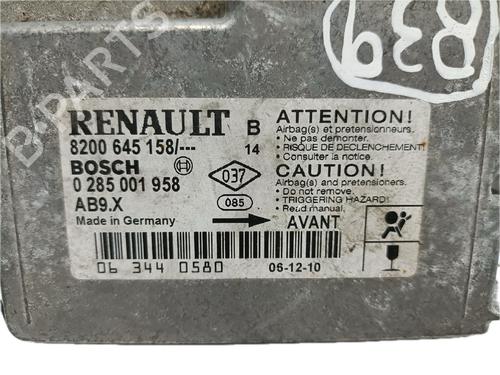 839
RENAULT B
8200 645 158/--- 14
BOSCH
0 285 001 958
AB9.X
Made in Germany
037
085
ATTENTION!
Airbag(s) et pretensionneurs.
• Ne pas demonter.
• RISQUE DE DECLENCHEMENT!
• Consulter la notice.
CAUTION!
Airbag(s) and pretensioners.
• Do not remove.
• TRIGGERING HAZARD!
• Read manual.
AVANT
06 344 0580
06-12-10
B-PARTS